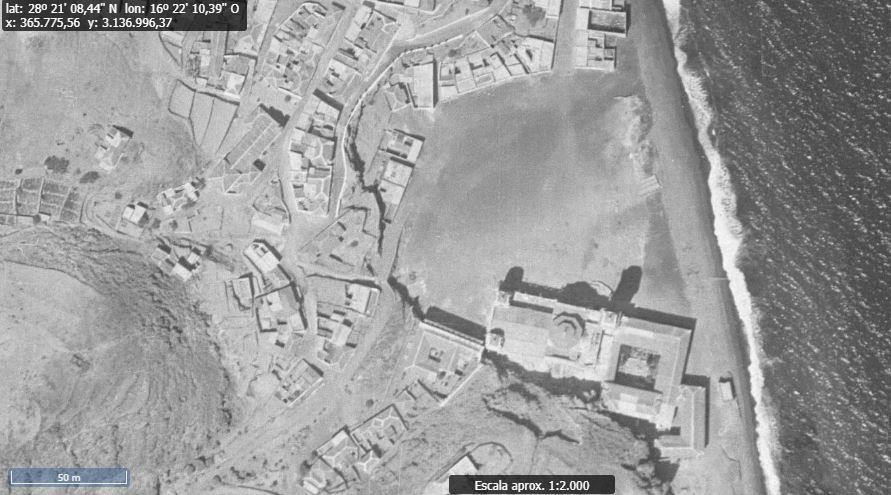 lat: 28º 21' 08,44" N lon: 16º 22' 10,39" O
x: 365.775,56 y: 3.136.996,37
50 m
Escala aprox. 1:2.000